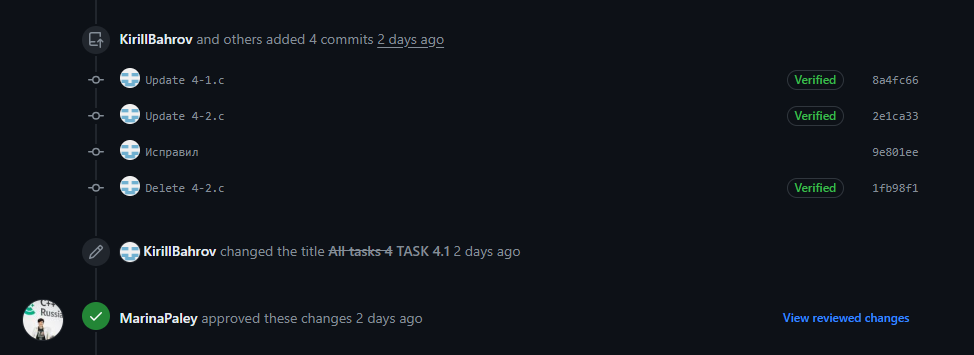 KirillBahrov and others added 4 commits 2 days ago
Update 4-1.c Verified 8a4fc66
Update 4-2.c Verified 2e1ca33
Исправил 9e801ee
Delete 4-2.c Verified 1fb98f1
KirillBahrov changed the title All tasks 4 TASK 4.1 2 days ago
C++
Russia
MarinaPaley approved these changes 2 days ago View reviewed changes